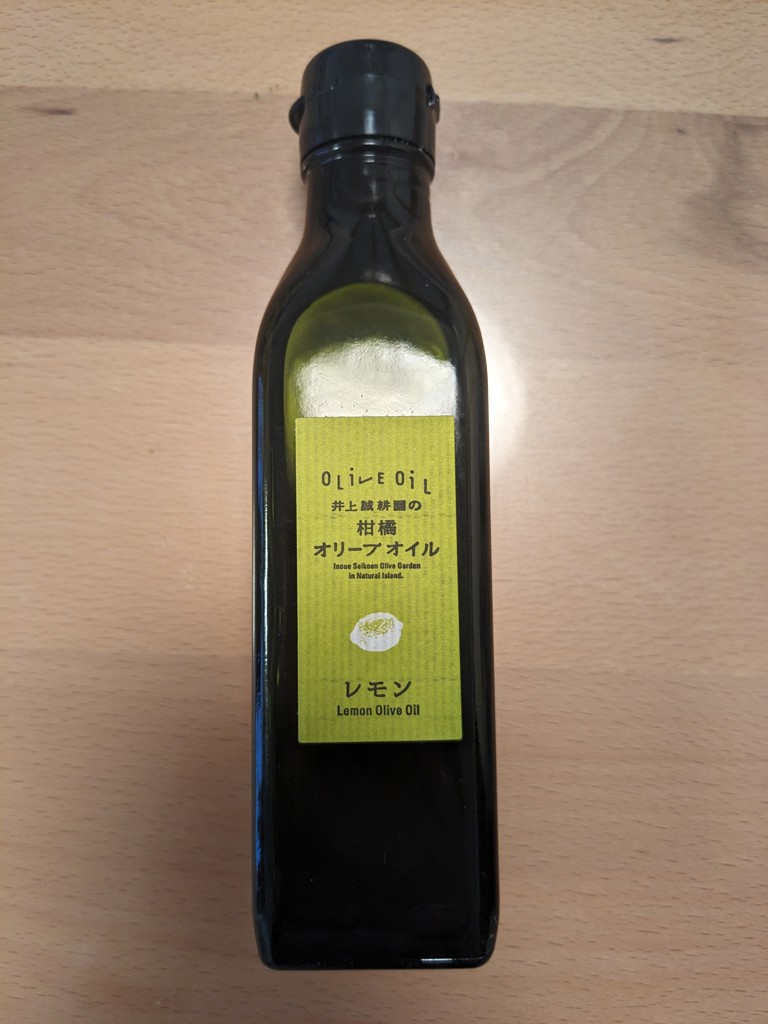 OLiVE OiL
井上誠耕園の
柑橘
オリーブオイル
Inoue Seikoen Olive Garden
in Natural Island.
レモン
Lemon Olive Oil